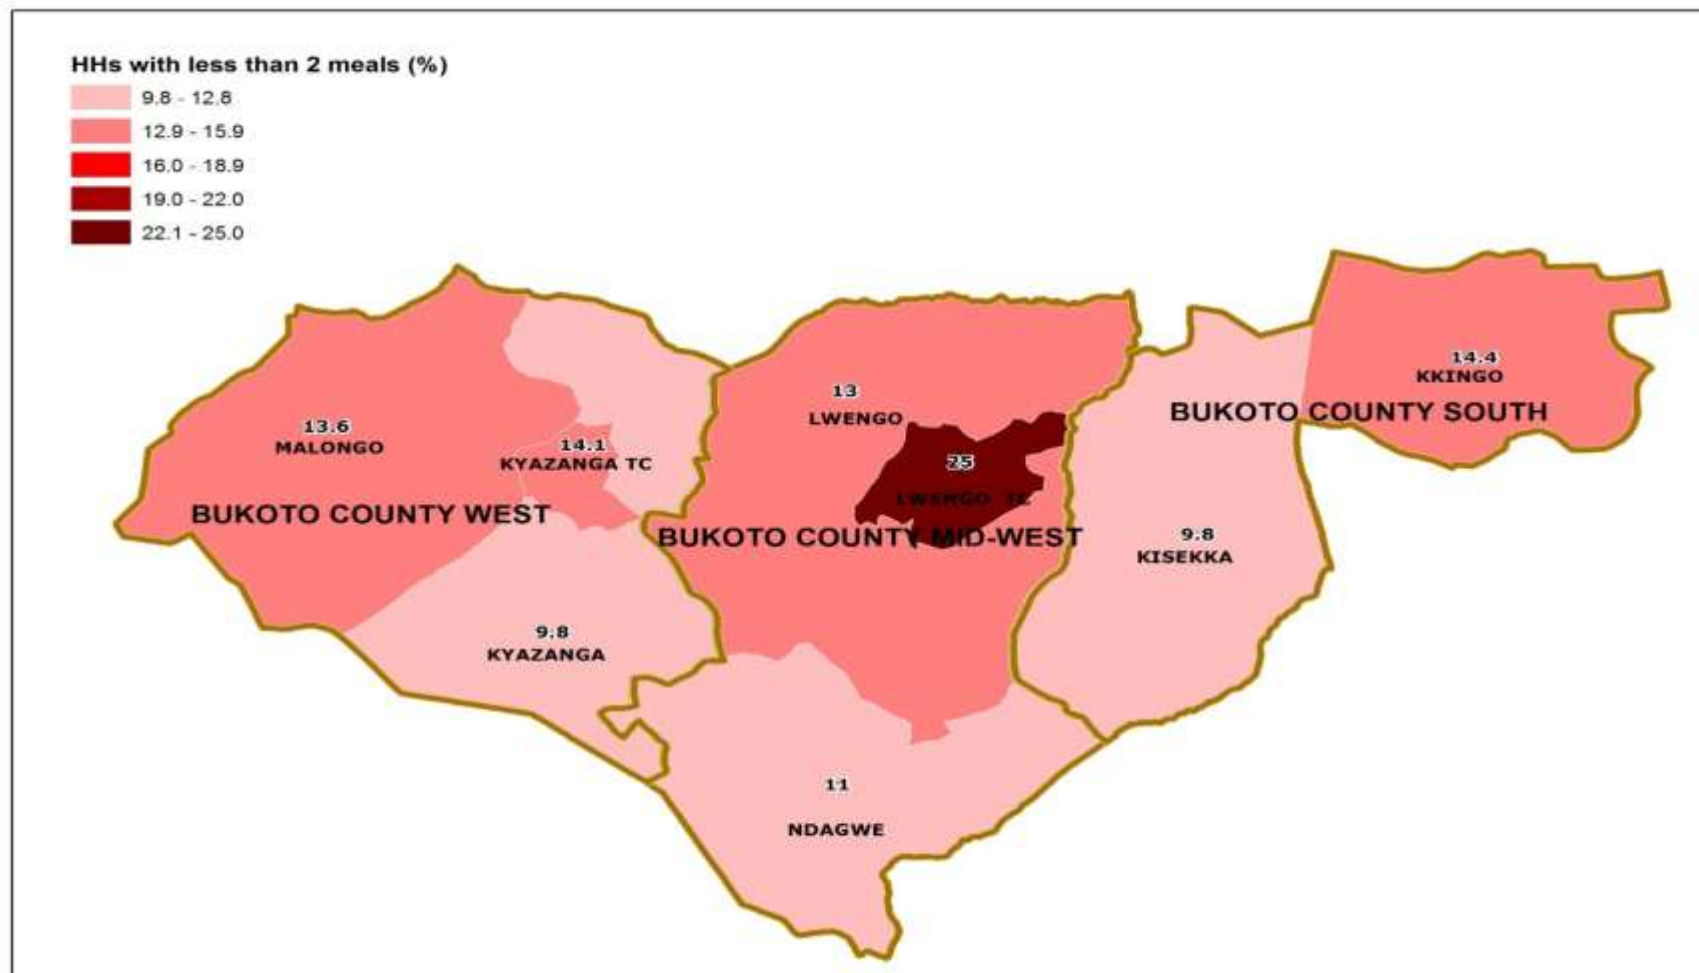 HHs with less than 2 meals (%)
9.8 - 12.8
12.9 - 15.9
16.0 - 18.9
19.0 - 22.0
22.1 - 25.0
14.4
KKINGO
BUKOTO COUNTY SOUTH
13
LWENGO
13.6
MALONGO
14.1
KYAZANGA TC
25
LWENGO TC
BUKOTO COUNTY WEST
BUKOTO COUNTY MID-WEST
9.8
KISEKKA
9.8
KYAZANGA
11
NDAGWE